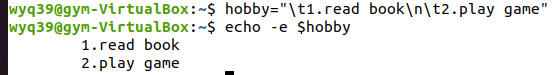 wyq39@gym-VirtualBox:~$ hobby="\t1.read book\n\t2.play game"
wyq39@gym-VirtualBox:~$ echo -e $hobby
1.read book
2.play game